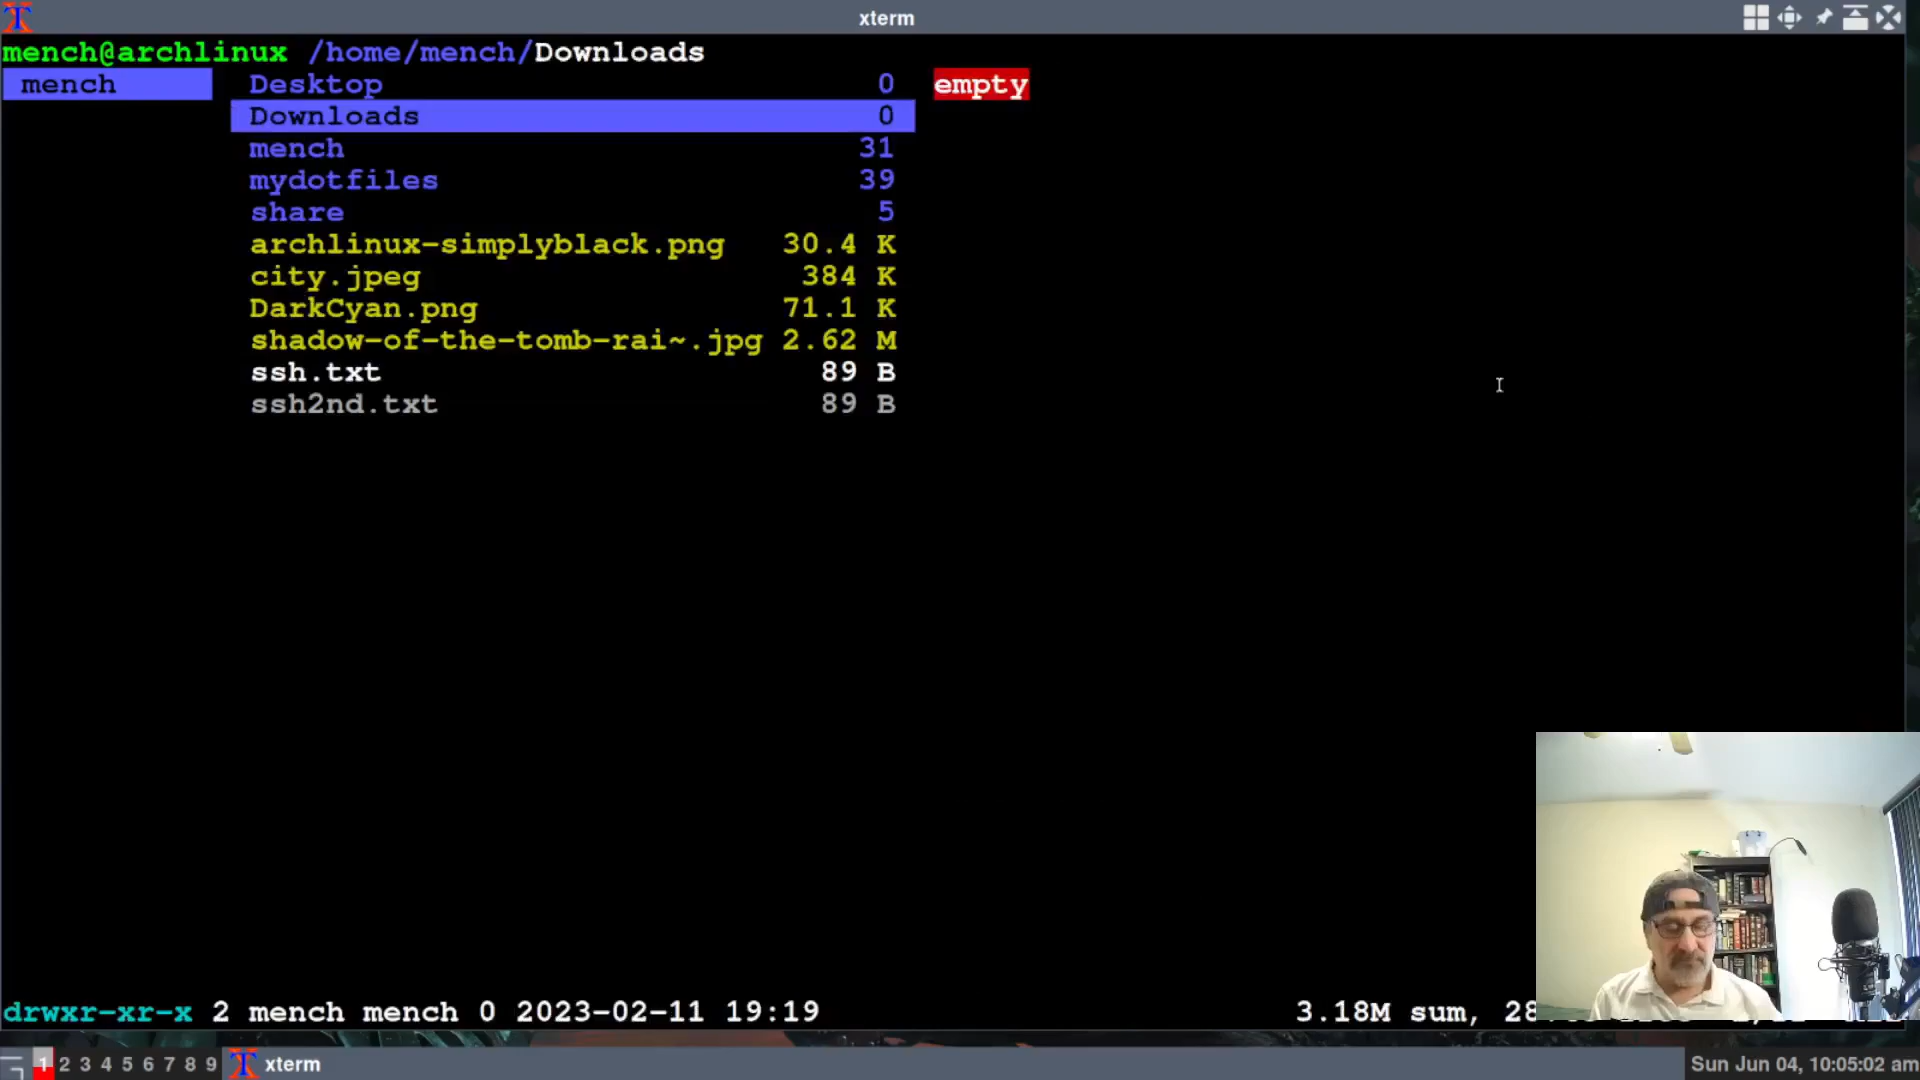 xterm
mench@archlinux /home/mench/Downloads
mench
Desktop 0
Downloads 0
mench 31
mydotfiles 39
share 5
archlinux-simplyblack.png 30.4 K
city.jpeg 384 K
DarkCyan.png 71.1 K
shadow-of-the-tomb-rai~.jpg 2.62 M
ssh.txt 89 B
ssh2nd.txt 89 B
empty
drwxr-xr-x 2 mench mench 0 2023-02-11 19:19
3.18M sum,
1 2 3 4 5 6 7 8 9 xterm
Sun Jun 04, 10:05:02 am